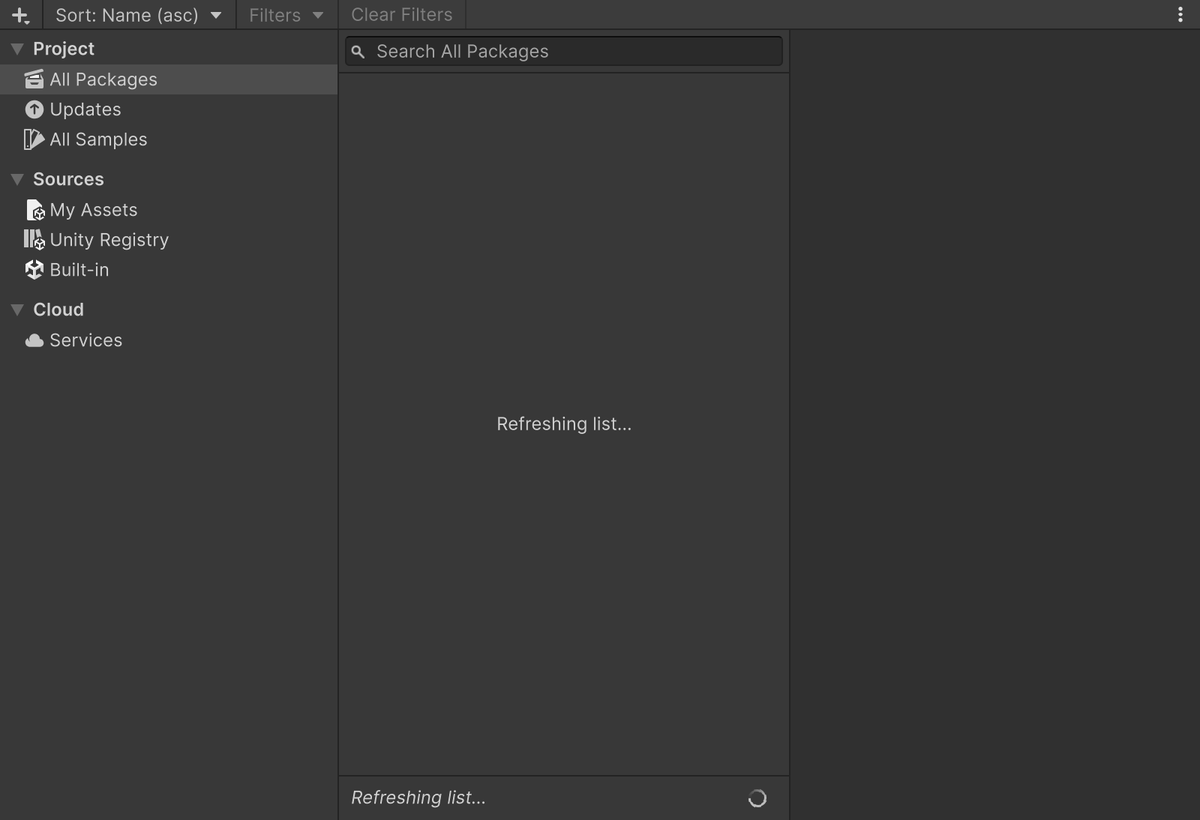 Sort: Name (asc)
Filters
Clear Filters
Project
All Packages
Updates
All Samples
Sources
My Assets
Unity Registry
Built-in
Cloud
Services
Search All Packages
Refreshing list...
Refreshing list...